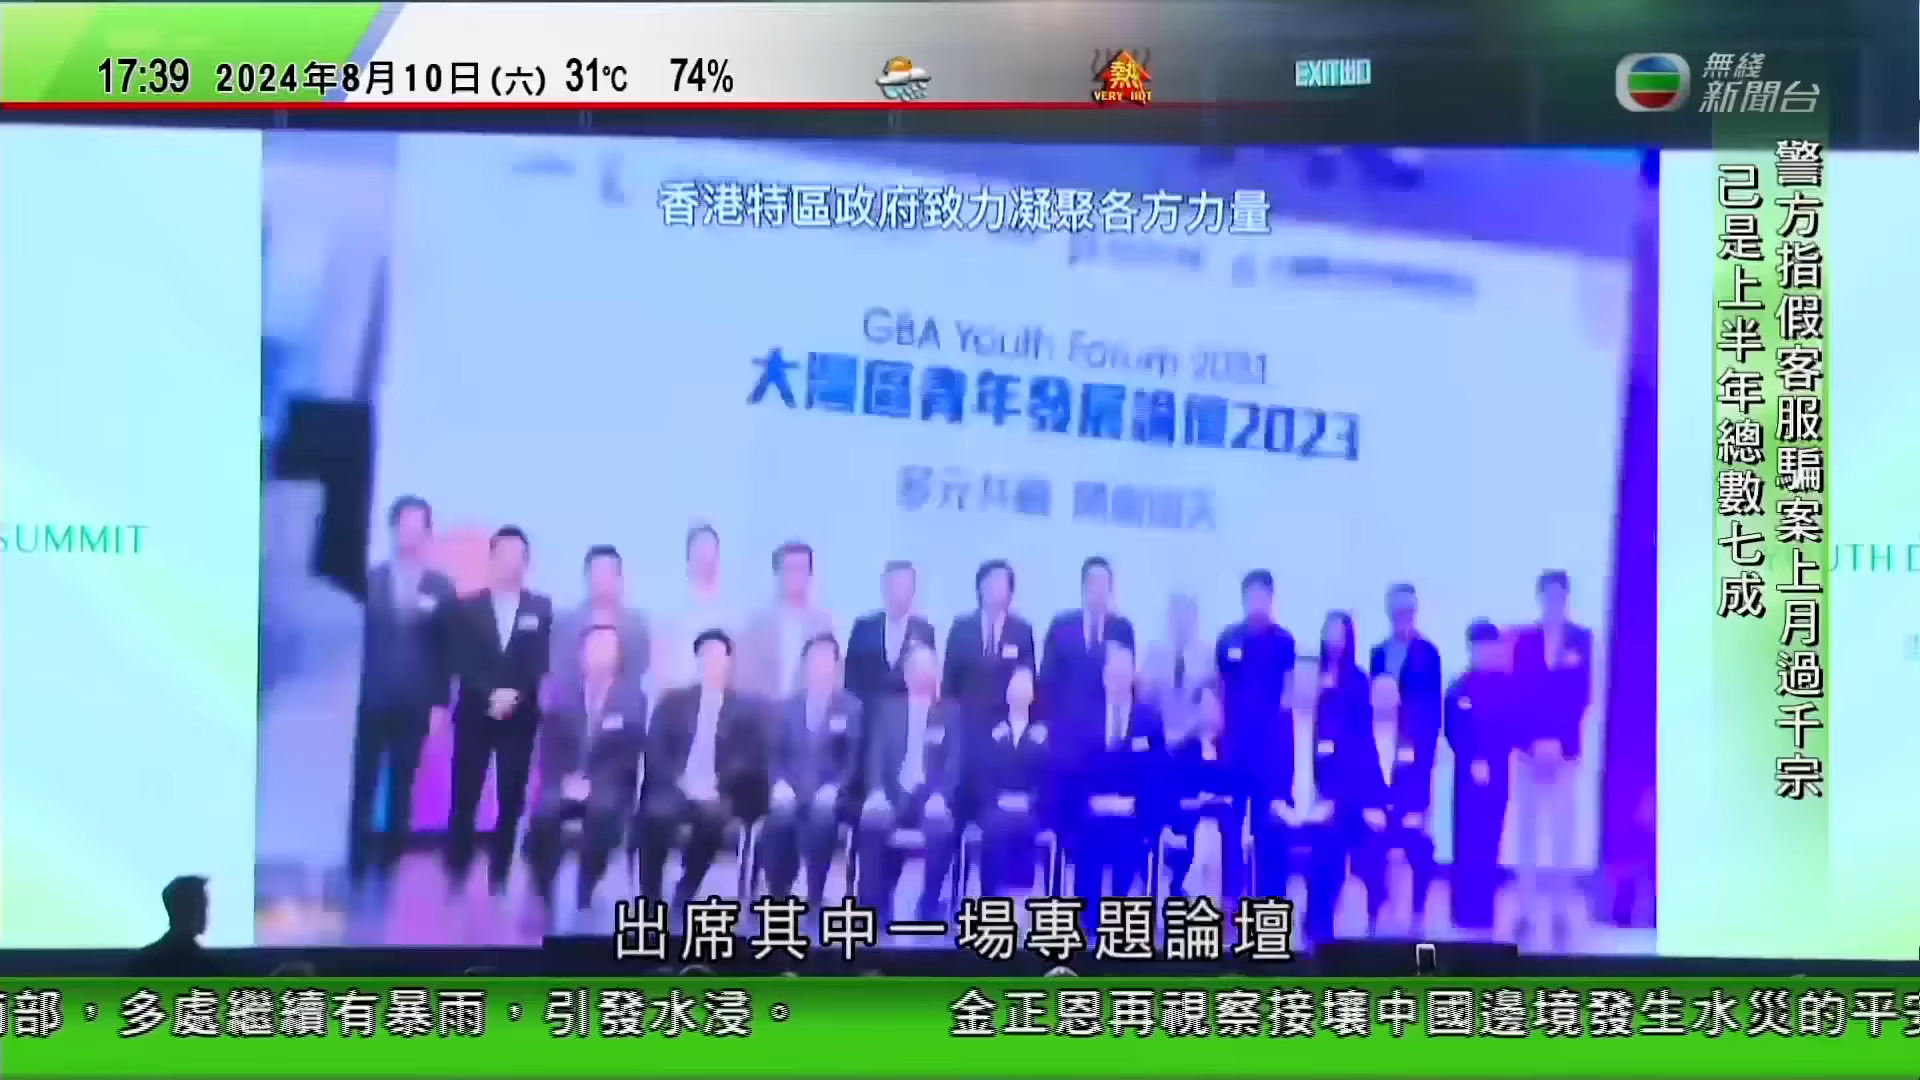 17:39 2024年8月10日(六) 31℃ 74%
熱
VERY HOT
無綫
新聞台
警方指假客服騙案上月過千宗
已是上半年總數七成
香港特區政府致力凝聚各方力量
GBA Youth Forum
大灣區青年發展論壇2023
SUMMIT
出席其中一場專題論壇
部，多處繼續有暴雨，引發水浸。 金正恩再視察接壤中國邊境發生水災的平